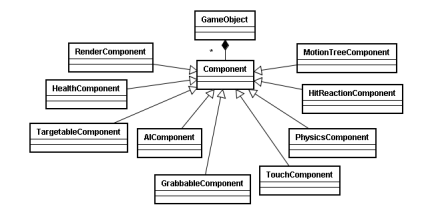 GameObject
*
RenderComponent
Component
MotionTreeComponent
HealthComponent
HitReactionComponent
TargetableComponent
AIComponent
PhysicsComponent
GrabbableComponent
TouchComponent